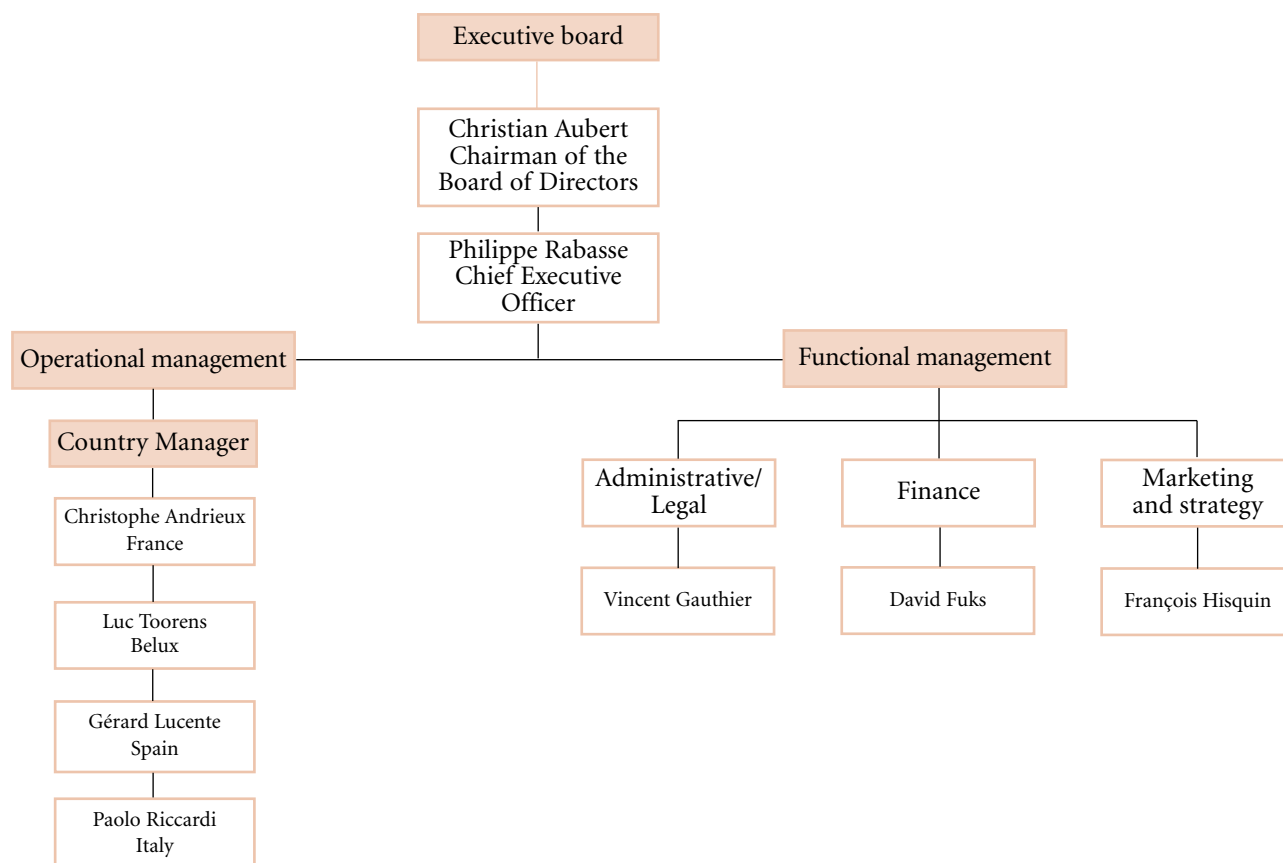 Executive board
Christian Aubert
Chairman of the
Board of Directors
Philippe Rabasse
Chief Executive
Officer
Operational management
Functional management
Country Manager
Christophe Andrieux
France
Luc Toorens
Belux
Gérard Lucente
Spain
Paolo Riccardi
Italy
Administrative/
Legal
Vincent Gauthier
Finance
David Fuks
Marketing
and strategy
François Hisquin